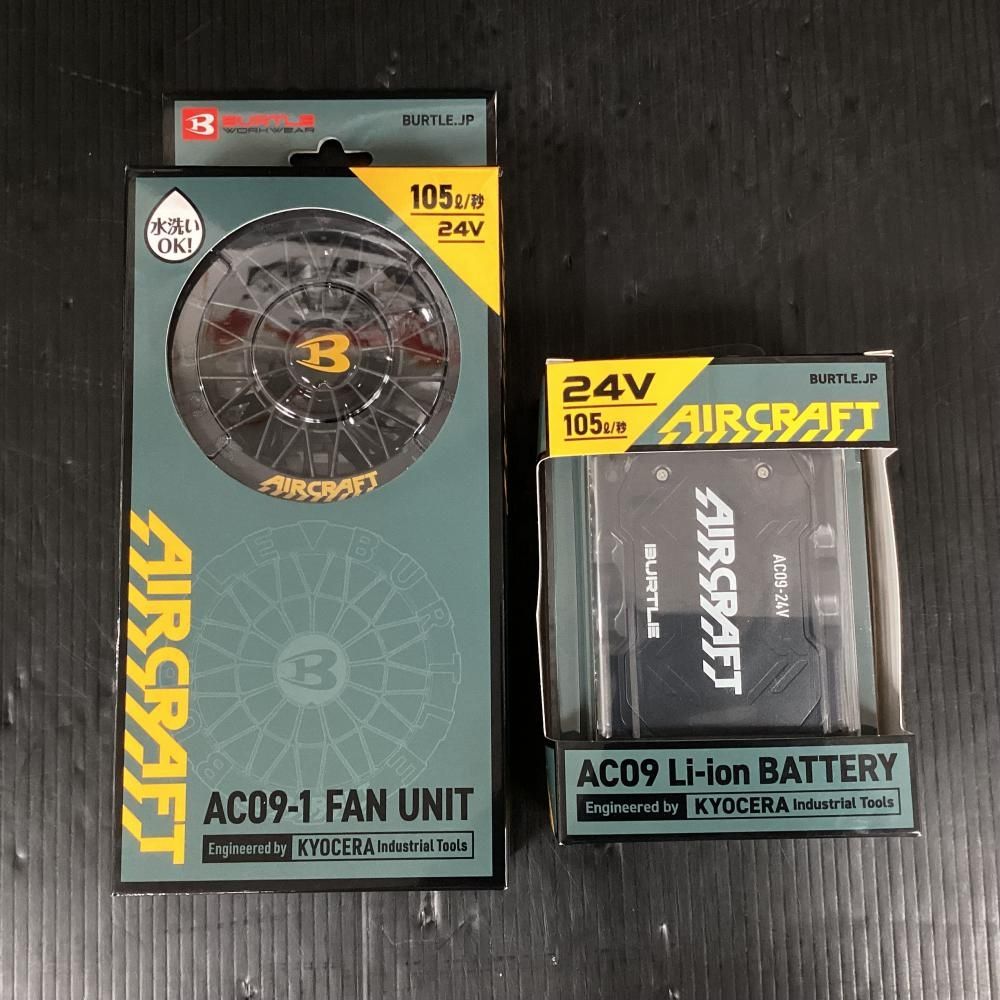 BURTLE
WORKWEAR
BURTLE.JP
水洗い
OK!
105ℓ/秒
24V
B
AIRCRAFT
AIRCRAFT
BURTLE
B
AC09-1 FAN UNIT
Engineered by KYOCERA Industrial Tools
24V
105ℓ/秒
BURTLE.JP
AIRCRAFT
AIRCRAFT
BURTLE
AC09-24V
AC09 Li-ion BATTERY
Engineered by KYOCERA Industrial Tools